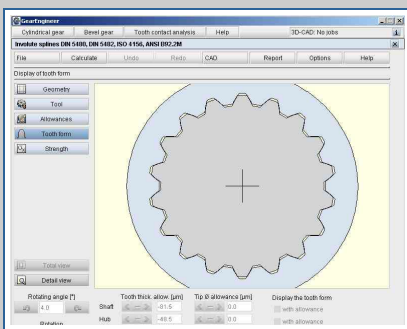 GearEngineer
Cylindrical gear Bevel gear Tooth contact analysis Help 3D-CAD: No jobs
Involute splines DIN 5480, DIN 5482, ISO 4156, ANSI B92.2M
File Calculate Undo Redo CAD Report Options Help
Display of tooth form
Geometry
Tool
Allowances
Tooth form
Strength
Total view
Detail view
Rotating angle [°] Tooth thick. allow. [µm] Tip Ø allowance [µm] Display the tooth form
4.0 Shaft -81.5 0.0 with allowance
Rotation Hub -48.5 0.0 with allowance